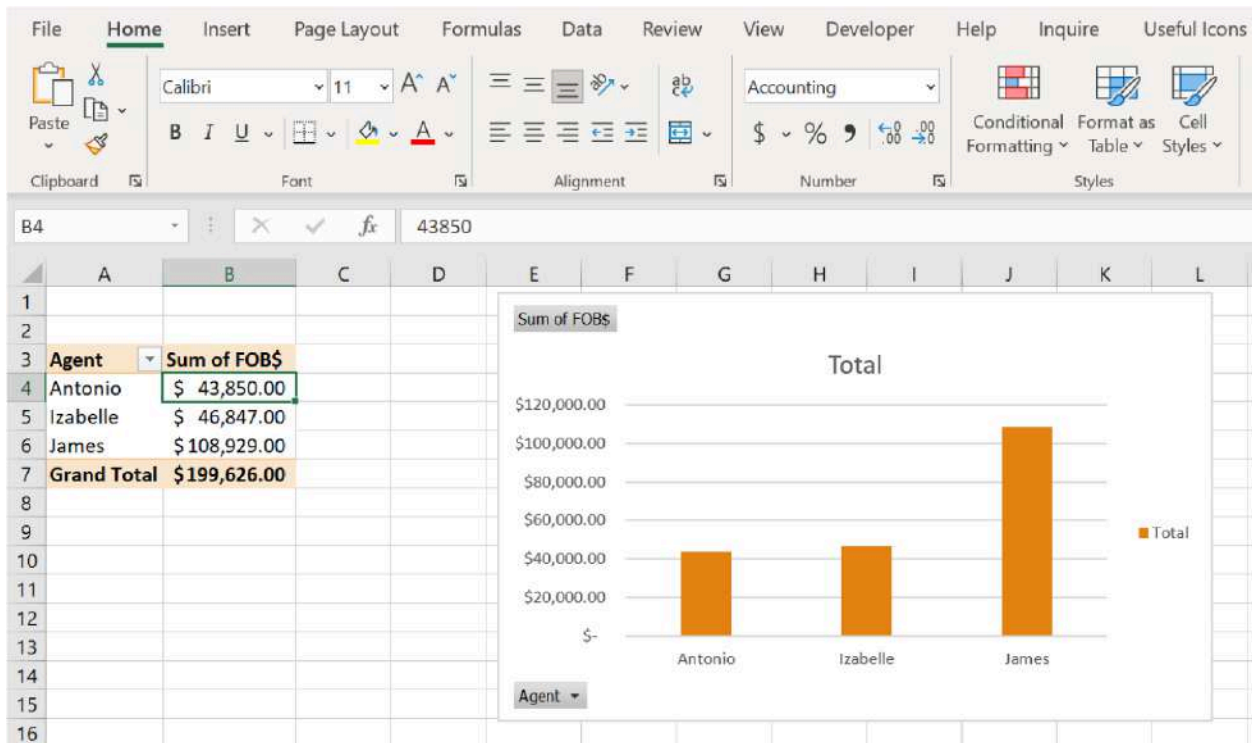 File Home Insert Page Layout Formulas Data Review View Developer Help Inquire Useful Icons
Calibri 11 A^ A˅ ab Accounting
Paste B I U A $ % 9 .00 .00 Conditional Formatting Format as Table Cell Styles
Clipboard Font Alignment Number Styles
B4 fx 43850
A B C D E F G H I J K L
1
2
3 Agent Sum of FOB$
4 Antonio $ 43,850.00
5 Izabelle $ 46,847.00
6 James $108,929.00
7 Grand Total $199,626.00
8
9
10
11
12
13
14
15
16
Sum of FOB$
Total
$120,000.00
$100,000.00
$80,000.00
$60,000.00
$40,000.00
$20,000.00
$-
Antonio Izabelle James
Total
Agent